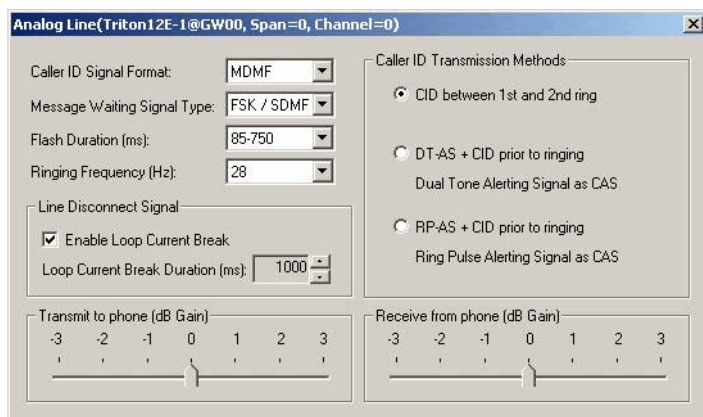 Analog Line(Triton12E-1@GW00, Span=0, Channel=0)
Caller ID Signal Format: MDMF
Message Waiting Signal Type: FSK / SDMF
Flash Duration (ms): 85-750
Ringing Frequency (Hz): 28
Line Disconnect Signal
Enable Loop Current Break
Loop Current Break Duration (ms): 1000
Caller ID Transmission Methods
CID between 1st and 2nd ring
DT-AS + CID prior to ringing
Dual Tone Alerting Signal as CAS
RP-AS + CID prior to ringing
Ring Pulse Alerting Signal as CAS
Transmit to phone (dB Gain)
-3 -2 -1 0 1 2 3
Receive from phone (dB Gain)
-3 -2 -1 0 1 2 3